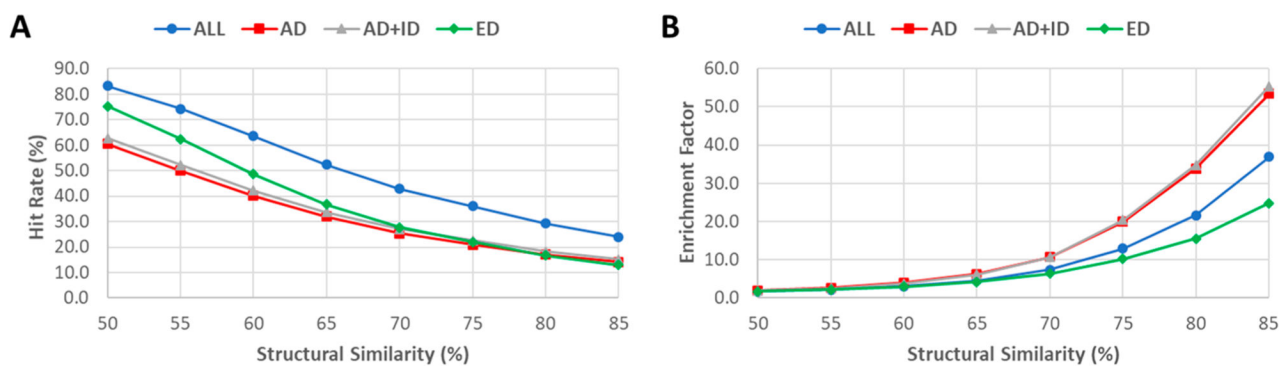 A
ALL AD AD+ID ED
90.0
80.0
70.0
60.0
50.0
40.0
30.0
20.0
10.0
0.0
Hit Rate (%)
50 55 60 65 70 75 80 85
Structural Similarity (%)
B
ALL AD AD+ID ED
60.0
50.0
40.0
30.0
20.0
10.0
0.0
Enrichment Factor
50 55 60 65 70 75 80 85
Structural Similarity (%)